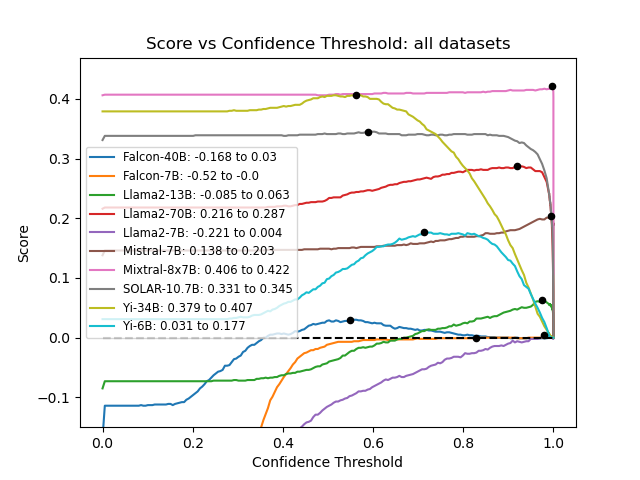 Score vs Confidence Threshold: all datasets
Score
0.4
0.3
0.2
0.1
0.0
−0.1
Falcon-40B: -0.168 to 0.03
Falcon-7B: -0.52 to -0.0
Llama2-13B: -0.085 to 0.063
Llama2-70B: 0.216 to 0.287
Llama2-7B: -0.221 to 0.004
Mistral-7B: 0.138 to 0.203
Mixtral-8x7B: 0.406 to 0.422
SOLAR-10.7B: 0.331 to 0.345
Yi-34B: 0.379 to 0.407
Yi-6B: 0.031 to 0.177
0.0 0.2 0.4 0.6 0.8 1.0
Confidence Threshold